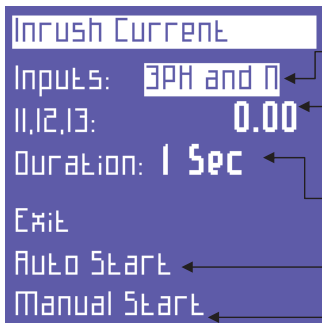 Inrush Current
Inputs: 3PH and N
I1,I2,I3: 0.00
Duration: 1 Sec
Exit
Auto Start
Manual Start